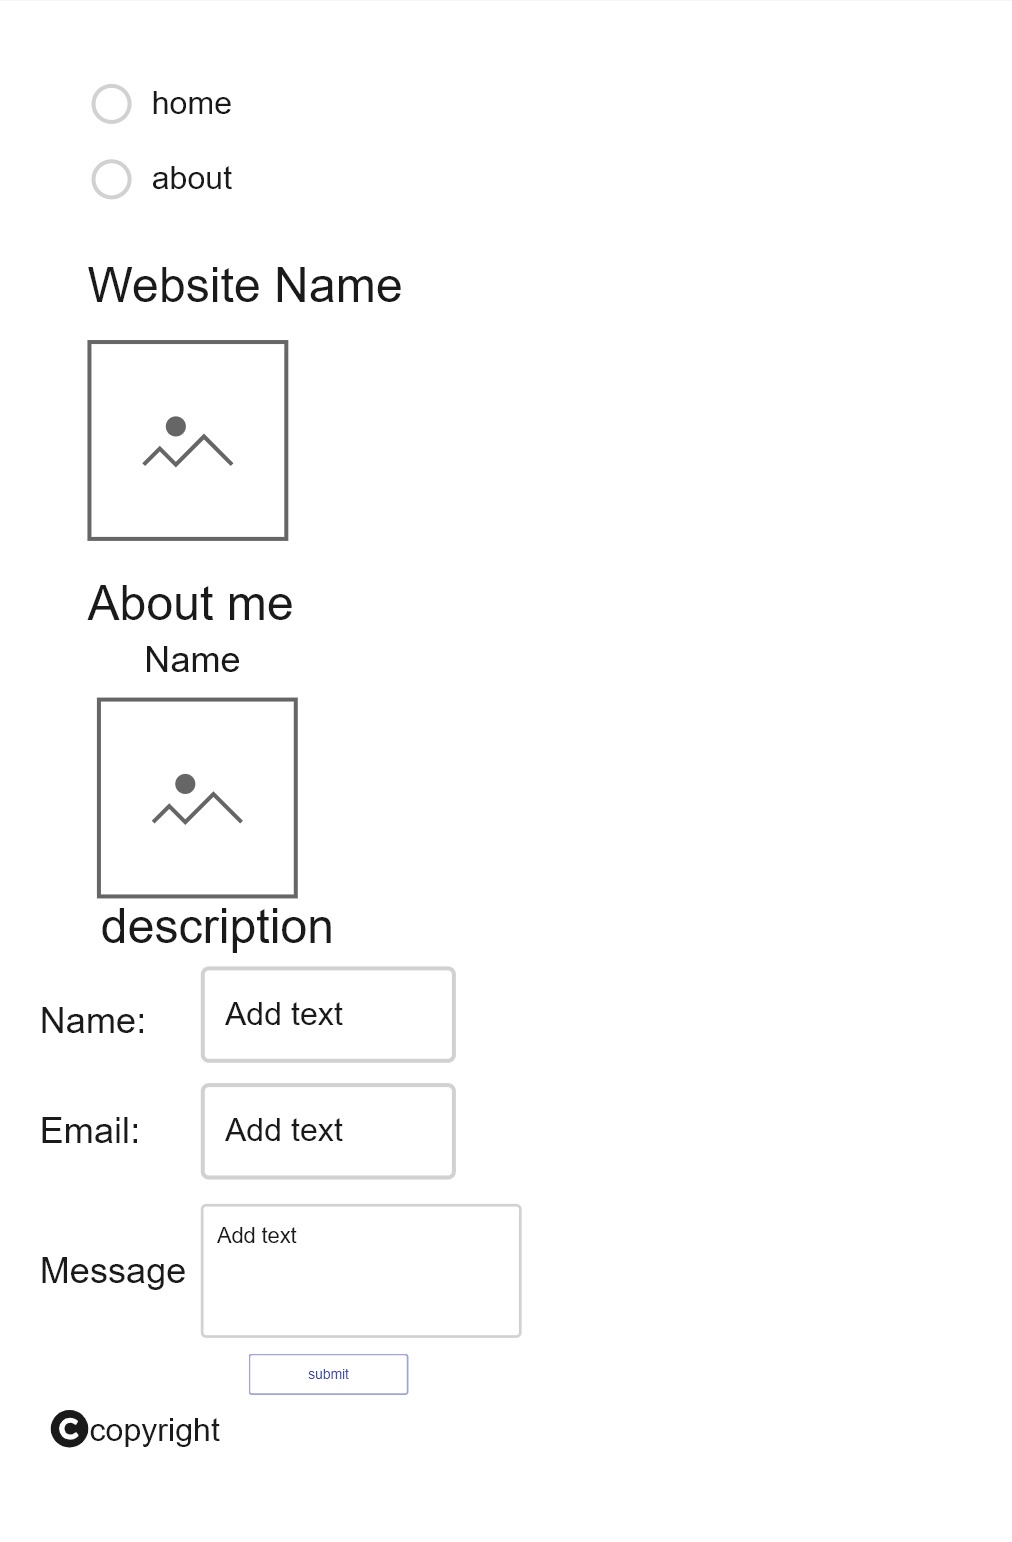 home
about
Website Name
About me
Name
description
Name: Add text
Email: Add text
Message Add text
submit
©copyright